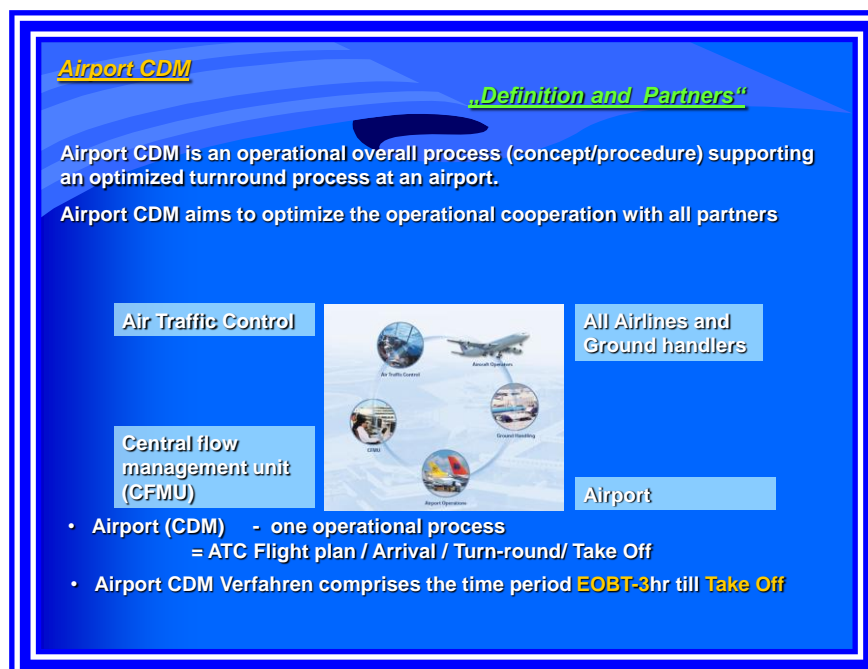 Airport CDM
„Definition and Partners“
Airport CDM is an operational overall process (concept/procedure) supporting
an optimized turnround process at an airport.
Airport CDM aims to optimize the operational cooperation with all partners
Air Traffic Control
All Airlines and
Ground handlers
Air Traffic Control
Aircraft Operators
CFMU
Ground Handling
Airport Operations
Central flow
management unit
(CFMU)
Airport
• Airport (CDM) - one operational process
= ATC Flight plan / Arrival / Turn-round/ Take Off
• Airport CDM Verfahren comprises the time period EOBT-3hr till Take Off